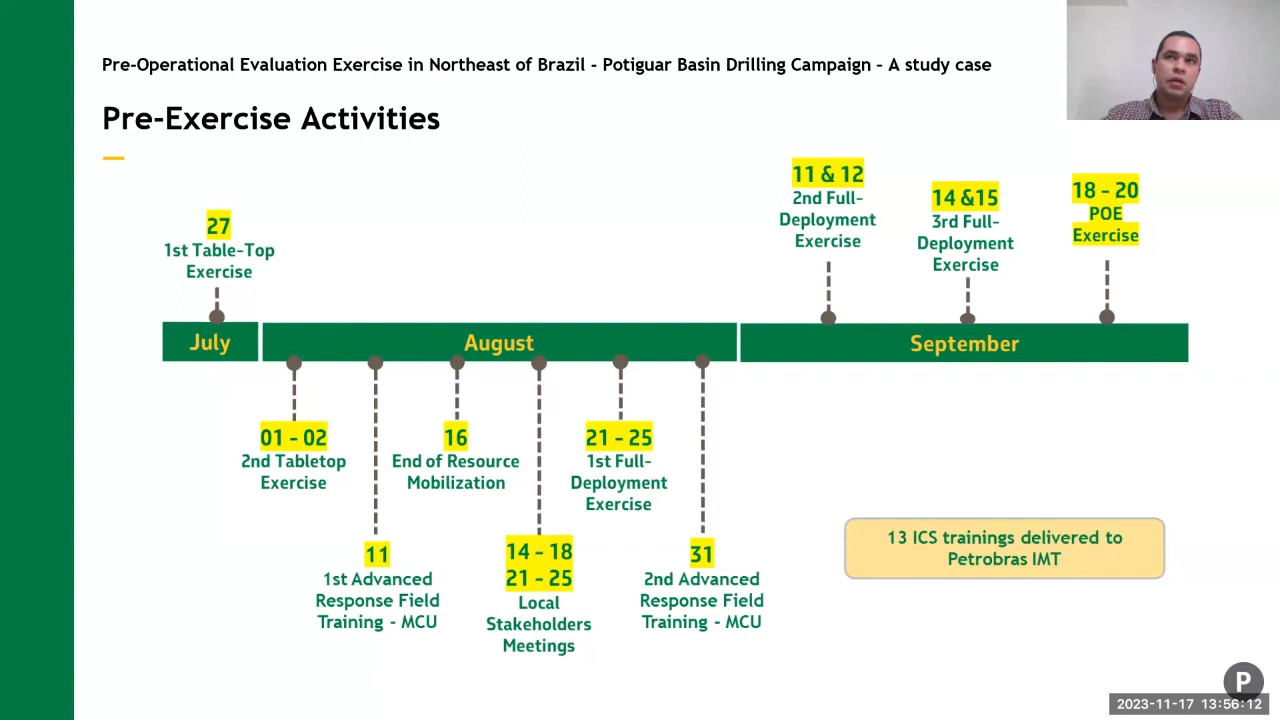 Pre-Operational Evaluation Exercise in Northeast of Brazil - Potiguar Basin Drilling Campaign – A study case
Pre-Exercise Activities
27
1st Table-Top
Exercise
11 & 12
2nd Full-
Deployment
Exercise
14 &15
3rd Full-
Deployment
Exercise
18 – 20
POE
Exercise
July
August
September
01 – 02
2nd Tabletop
Exercise
11
1st Advanced
Response Field
Training - MCU
16
End of Resource
Mobilization
14 – 18
21 – 25
Local
Stakeholders
Meetings
21 – 25
1st Full-
Deployment
Exercise
31
2nd Advanced
Response Field
Training - MCU
13 ICS trainings delivered to
Petrobras IMT
P
2023-11-17 13:56:12